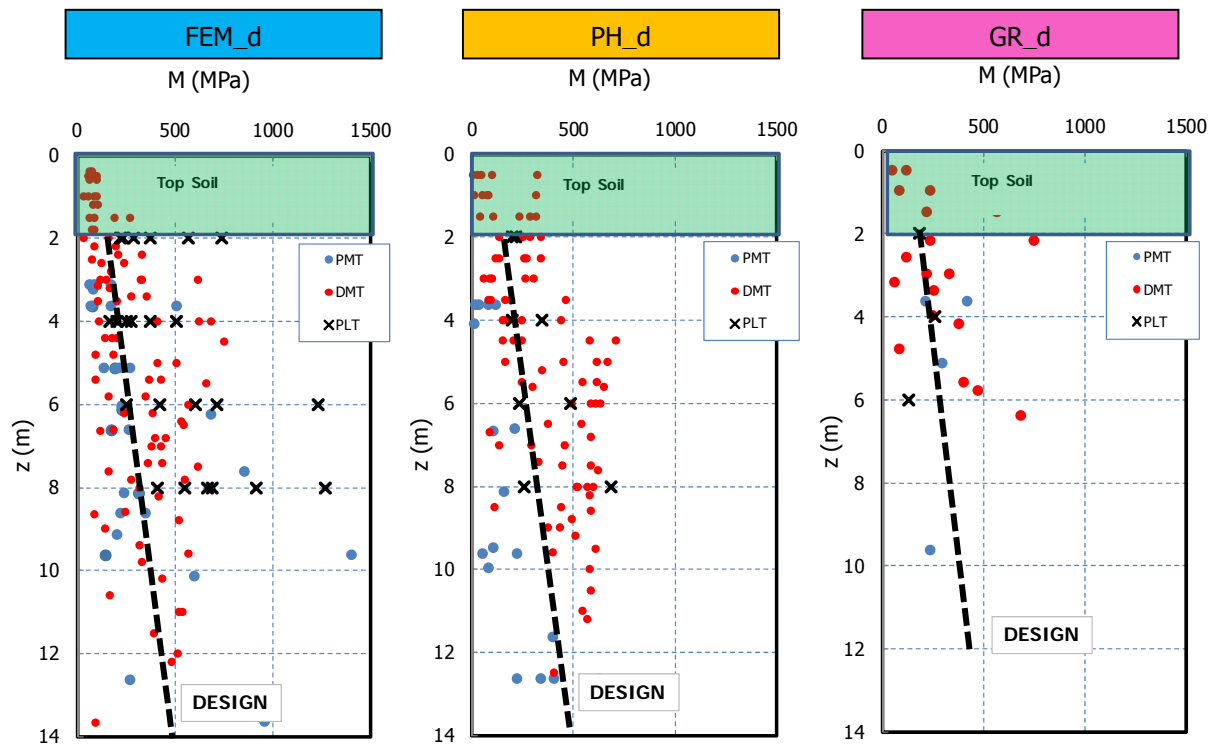 FEM_d
M (MPa)
0 500 1000 1500
0
2
4
6
8
10
12
14
z (m)
Top Soil
PMT
DMT
PLT
DESIGN
PH_d
M (MPa)
0 500 1000 1500
0
2
4
6
8
10
12
14
z (m)
Top Soil
PMT
DMT
PLT
DESIGN
GR_d
M (MPa)
0 500 1000 1500
0
2
4
6
8
10
12
14
z (m)
Top Soil
PMT
DMT
PLT
DESIGN